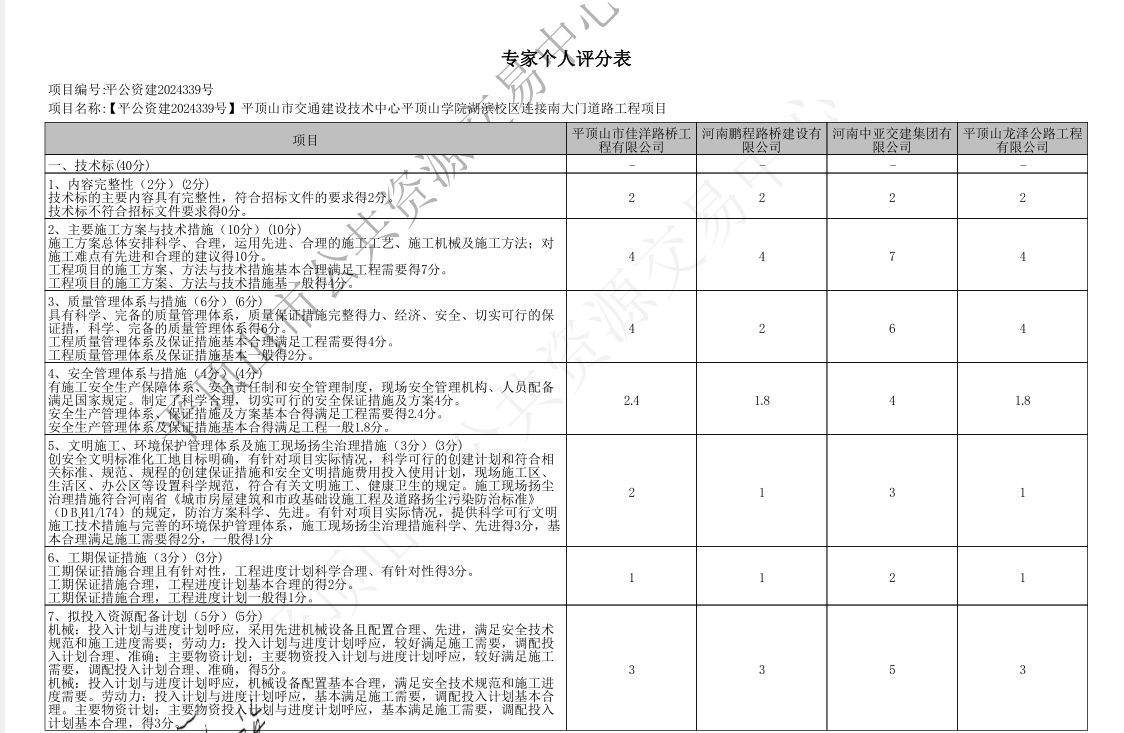 专家个人评分表
项目编号:平公资建2024339号
项目名称:【平公资建2024339号】平顶山市交通建设技术中心平顶山学院湖滨校区连接南大门道路工程项目
项目 平顶山市佳洋路桥工程有限公司 河南鹏程路桥建设有限公司 河南中亚交建集团有限公司 平顶山龙泽公路工程有限公司
一、技术标(40分) - - - -
1、内容完整性（2分）(2分)
技术标的主要内容具有完整性，符合招标文件的要求得2分。
技术标不符合招标文件要求得0分。
2 2 2 2
2、主要施工方案与技术措施（10分）(10分)
施工方案总体安排科学、合理，运用先进、合理的施工工艺、施工机械及施工方法；对
施工难点有先进和合理的建议得10分。
工程项目的施工方案、方法与技术措施基本合理满足工程需要得7分。
工程项目的施工方案、方法与技术措施基一般得4分。
4 4 7 4
3、质量管理体系与措施（6分）(6分)
具有科学、完备的质量管理体系，质量保证措施完整得力、经济、安全、切实可行的保
证措，科学、完备的质量管理体系得6分。
工程质量管理体系及保证措施基本合理满足工程需要得4分。
工程质量管理体系及保证措施基本一般得2分。
4 2 6 4
4、安全管理体系与措施（4分）(4分)
有施工安全生产保障体系、安全责任制和安全管理制度，现场安全管理机构、人员配备
满足国家规定。制定了科学合理，切实可行的安全保证措施及方案4分。
安全生产管理体系、保证措施及方案基本合得满足工程需要得2.4分。
安全生产管理体系及保证措施基本合得满足工程一般1.8分。
2.4 1.8 4 1.8
5、文明施工、环境保护管理体系及施工现场扬尘治理措施（3分）(3分)
创安全文明标准化工地目标明确，有针对项目实际情况，科学可行的创建计划和符合相
关标准、规范、规程的创建保证措施和安全文明措施费用投入使用计划，现场施工区、
生活区、办公区等设置科学规范，符合有关文明施工、健康卫生的规定。施工现场扬尘
治理措施符合河南省《城市房屋建筑和市政基础设施工程及道路扬尘污染防治标准》
（DBJ41/174）的规定，防治方案科学、先进。有针对项目实际情况，提供科学可行文明
施工技术措施与完善的环境保护管理体系，施工现场扬尘治理措施科学、先进得3分，基
本合理满足施工需要得2分，一般得1分
2 1 3 1
6、工期保证措施（3分）(3分)
工期保证措施合理且有针对性，工程进度计划科学合理、有针对性得3分。
工期保证措施合理，工程进度计划基本合理的得2分。
工期保证措施合理，工程进度计划一般得1分。
1 1 2 1
7、拟投入资源配备计划（5分）(5分)
机械：投入计划与进度计划呼应，采用先进机械设备且配置合理、先进，满足安全技术
规范和施工进度需要；劳动力：投入计划与进度计划呼应，较好满足施工需要，调配投
入计划合理、准确；主要物资计划：主要物资投入计划与进度计划呼应，较好满足施工
需要，调配投入计划合理、准确，得5分。
机械：投入计划与进度计划呼应，机械设备配置基本合理，满足安全技术规范和施工进
度需要。劳动力：投入计划与进度计划呼应，基本满足施工需要，调配投入计划基本合
理。主要物资计划：主要物资投入计划与进度计划呼应，基本满足施工需要，调配投入
计划基本合理，得3分。
3 3 5 3
平顶山市公共资源交易中心
平顶山市公共资源交易中心